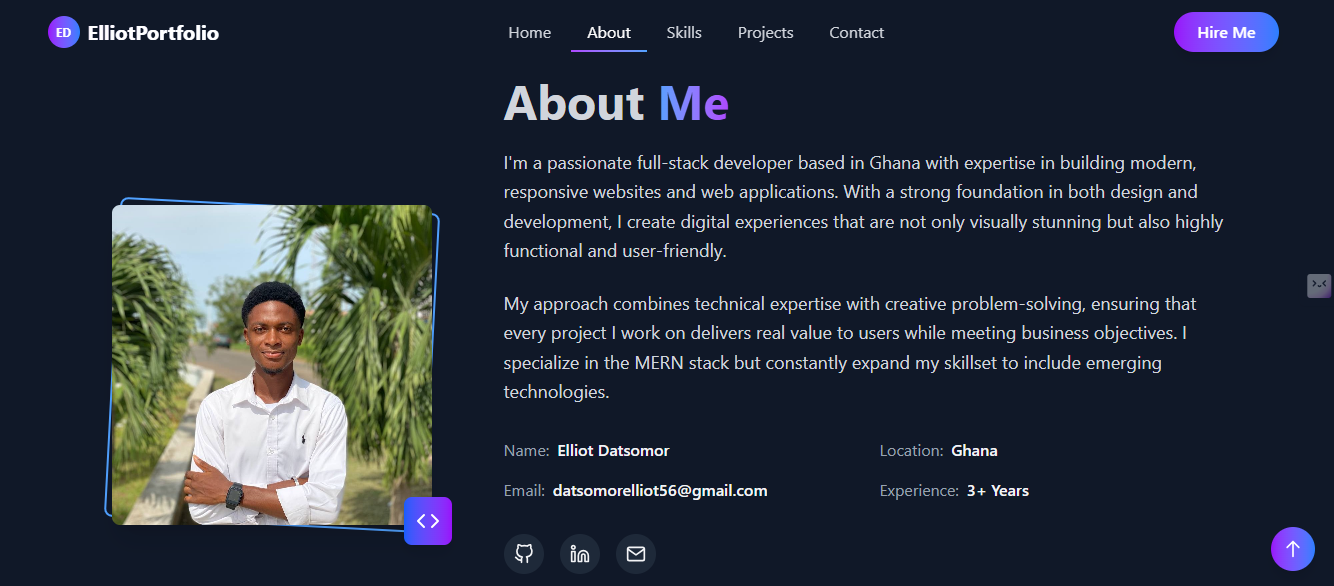 ED ElliotPortfolio
Home About Skills Projects Contact
Hire Me
About Me
I'm a passionate full-stack developer based in Ghana with expertise in building modern,
responsive websites and web applications. With a strong foundation in both design and
development, I create digital experiences that are not only visually stunning but also highly
functional and user-friendly.
My approach combines technical expertise with creative problem-solving, ensuring that
every project I work on delivers real value to users while meeting business objectives. I
specialize in the MERN stack but constantly expand my skillset to include emerging
technologies.
Name: Elliot Datsomor
Location: Ghana
Email: datsomorelliot56@gmail.com
Experience: 3+ Years